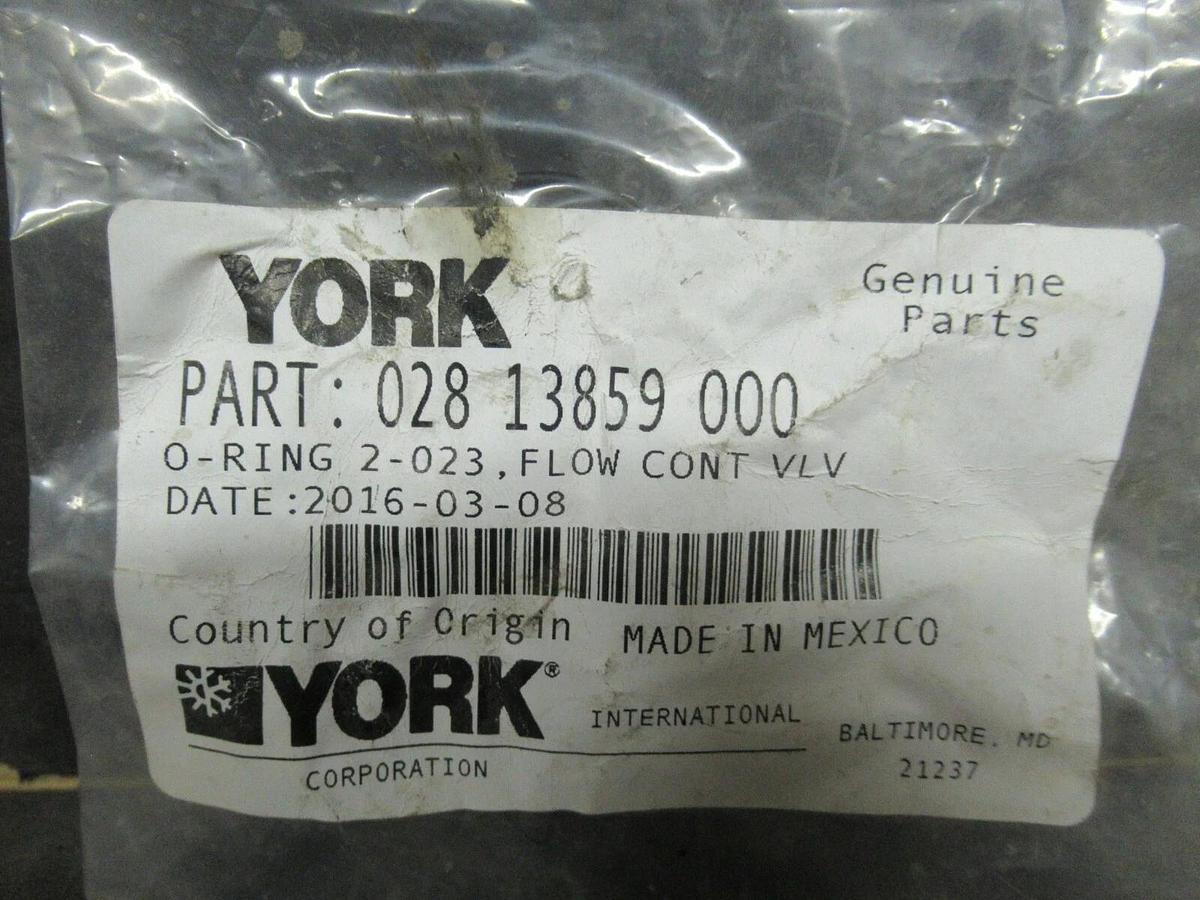 YORK
Genuine
Parts
PART: 028 13859 000
O-RING 2-023,FLOW CONT VLV
DATE:2016-03-08
Country of Origin MADE IN MEXICO
YORK® INTERNATIONAL
CORPORATION
BALTIMORE. MD
21237